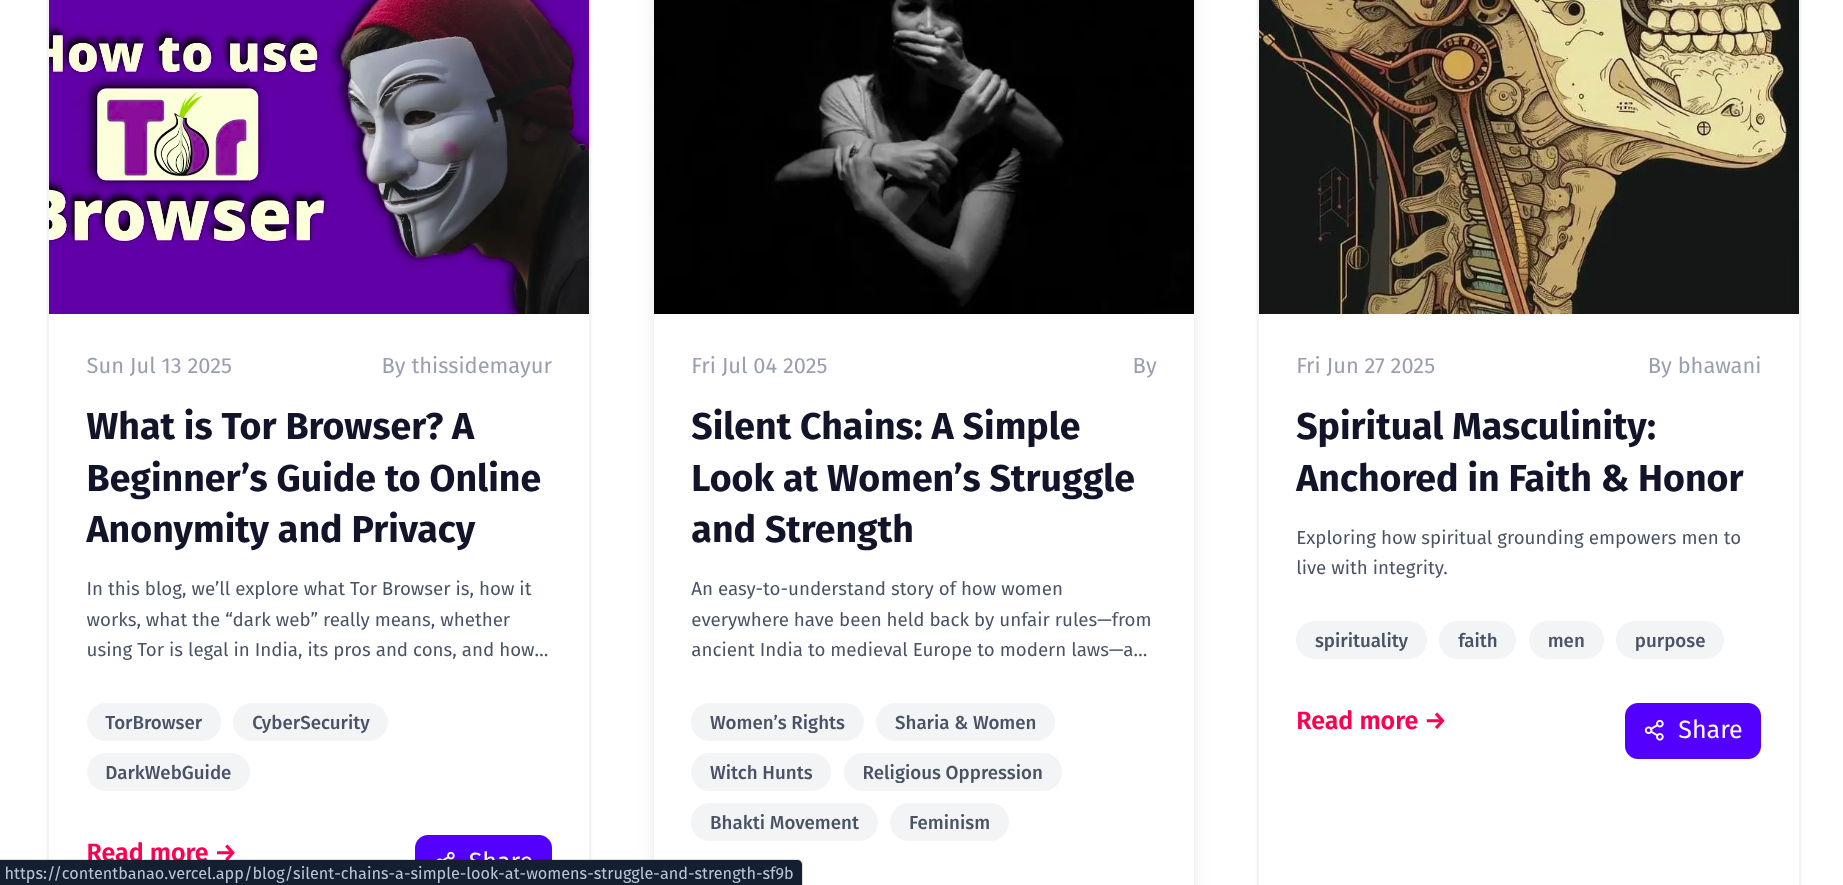 How to use
Tor
Browser
Sun Jul 13 2025
By thissidemayur
What is Tor Browser? A
Beginner’s Guide to Online
Anonymity and Privacy
In this blog, we’ll explore what Tor Browser is, how it
works, what the “dark web” really means, whether
using Tor is legal in India, its pros and cons, and how...
TorBrowser
CyberSecurity
DarkWebGuide
Read more →
Share
Fri Jul 04 2025
By
Silent Chains: A Simple
Look at Women’s Struggle
and Strength
An easy-to-understand story of how women
everywhere have been held back by unfair rules—from
ancient India to medieval Europe to modern laws—a...
Women’s Rights
Sharia & Women
Witch Hunts
Religious Oppression
Bhakti Movement
Feminism
Fri Jun 27 2025
By bhawani
Spiritual Masculinity:
Anchored in Faith & Honor
Exploring how spiritual grounding empowers men to
live with integrity.
spirituality
faith
men
purpose
Read more →
Share
https://contentbanao.vercel.app/blog/silent-chains-a-simple-look-at-womens-struggle-and-strength-sf9b